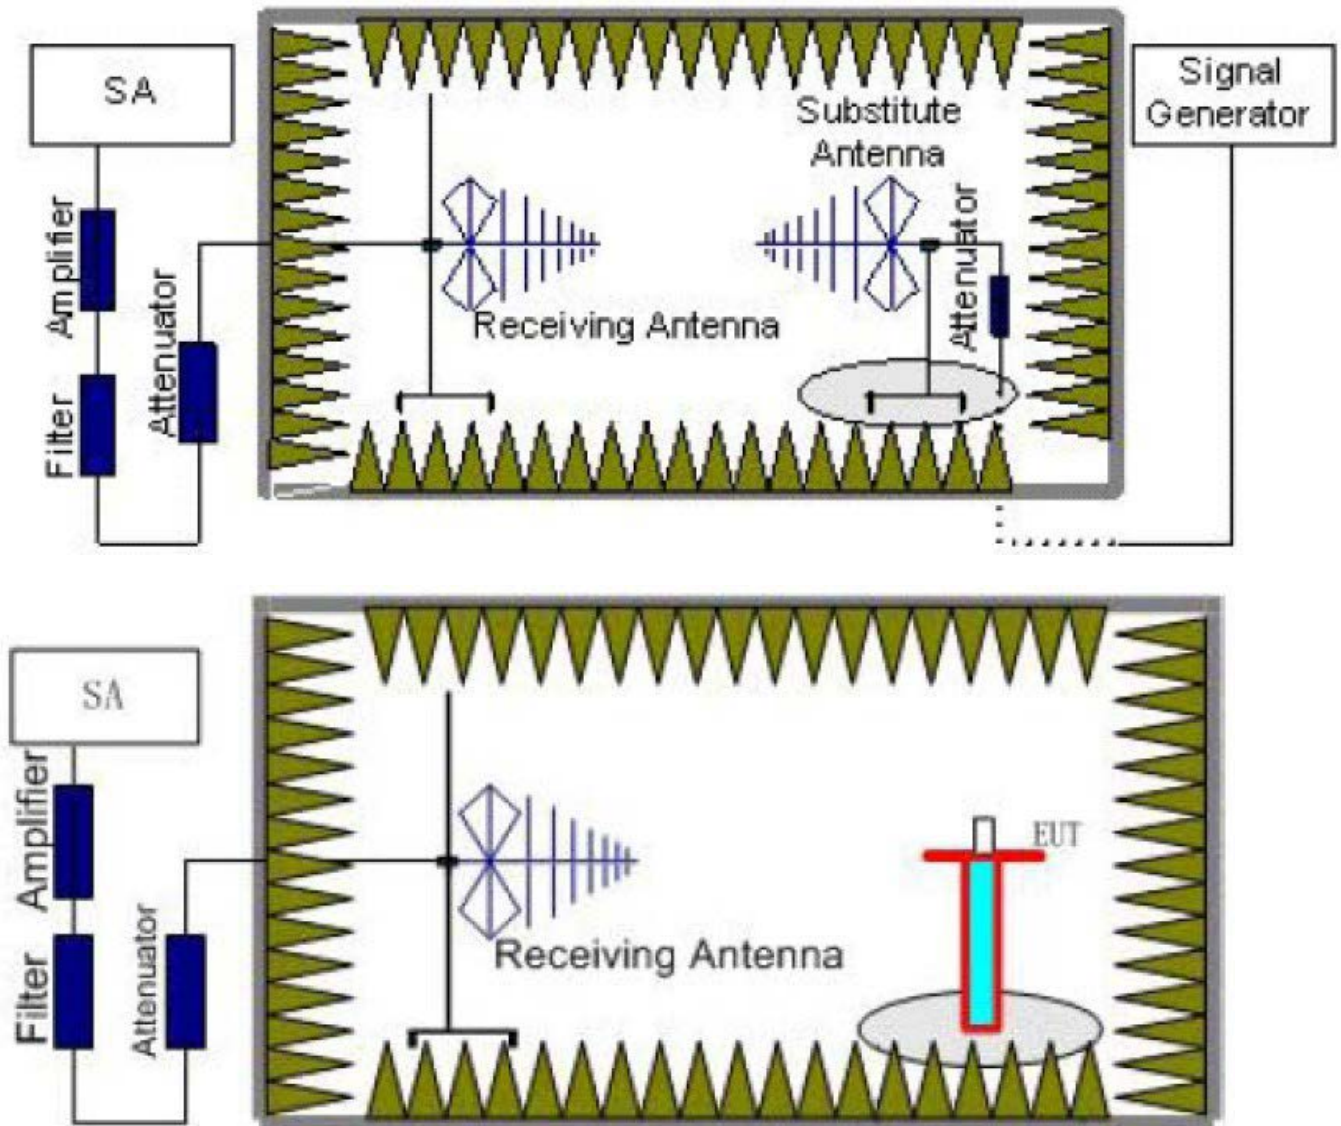 SA
Amplifier
Filter
Attenuator
Receiving Antenna
Substitute
Antenna
Attenuator
Signal
Generator
SA
Amplifier
Filter
Attenuator
Receiving Antenna
EUT